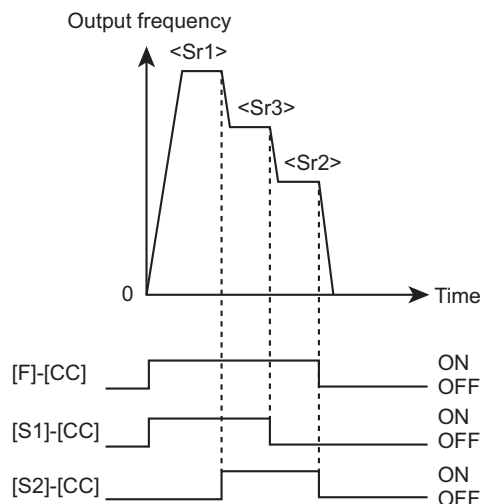 Output frequency
<Sr1>
<Sr3>
<Sr2>
0
Time
[F]-[CC]
ON
OFF
[S1]-[CC]
ON
OFF
[S2]-[CC]
ON
OFF